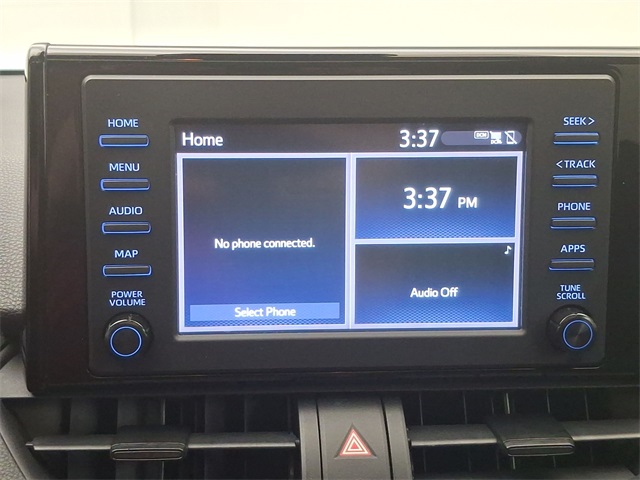 HOME
MENU
AUDIO
MAP
POWER
VOLUME
Home
3:37
DCM
No phone connected.
Select Phone
3:37 PM
Audio Off
SEEK >
< TRACK
PHONE
APPS
TUNE
SCROLL